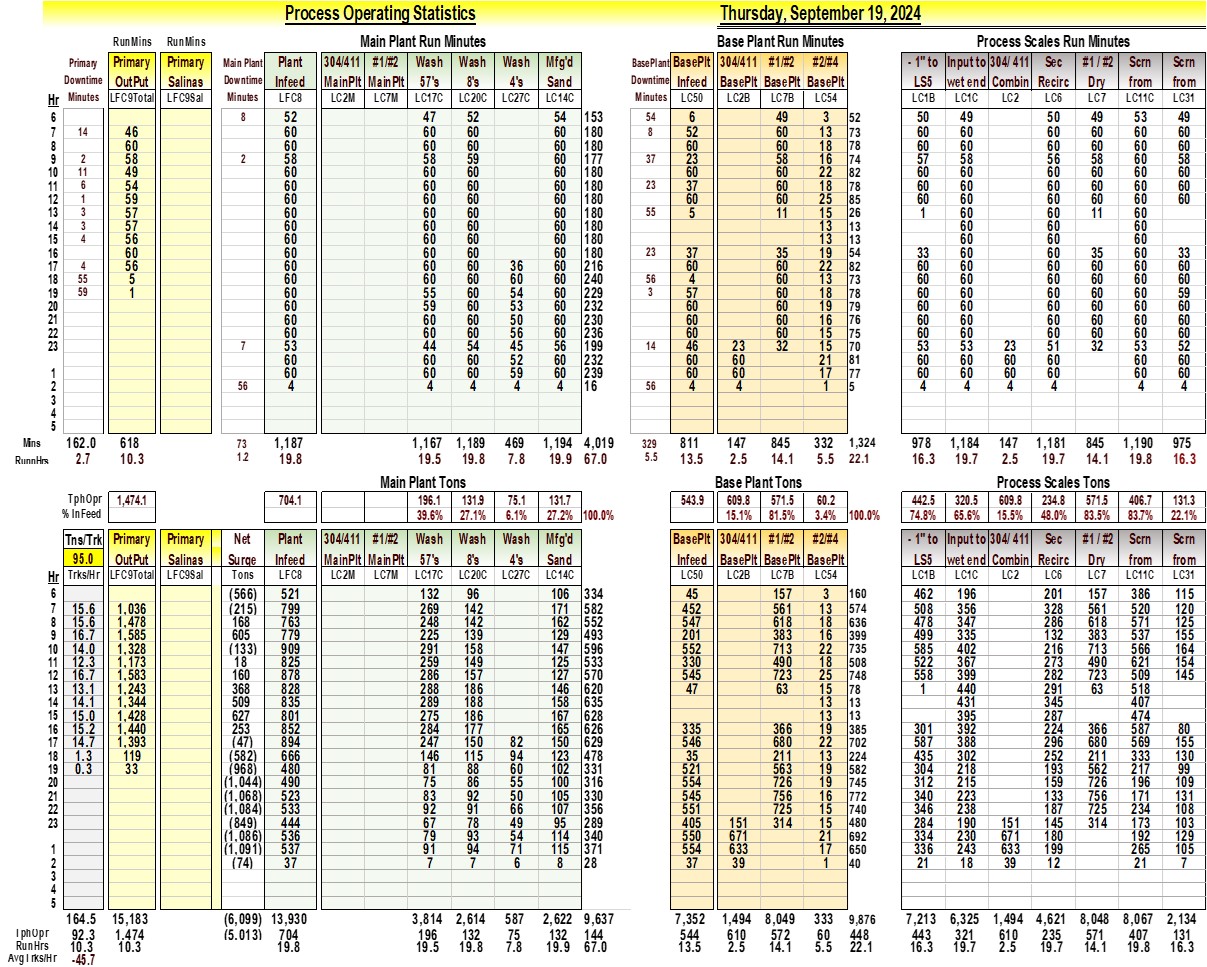 Process Operating Statistics Thursday, September 19, 2024
RunMins RunMins Main Plant Run Minutes Base Plant Run Minutes Process Scales Run Minutes
Primary Primary Primary Main Plant Plant 304/411 #1/#2 Wash Wash Wash Mfg'd BasePlant BasePlt 304/411 #1/#2 #2/#4 - 1" to Input to 304/ 411 Sec #1 / #2 Scrn Scrn
Downtime OutPut Salinas Downtime Infeed MainPlt MainPlt 57's 8's 4's Sand Downtime Infeed BasePlt BasePlt BasePlt LS5 wet end Combin Recirc Dry from from
Hr Minutes LFC9Total LFC9Sal Minutes LFC8 LC2M LC7M LC17C LC20C LC27C LC14C Minutes LC50 LC2B LC7B LC54 LC1B LC1C LC2 LC6 LC7 LC11C LC31
6 8 52 47 52 54 153 54 6 49 3 52 50 49 50 49 53 49
7 14 46 60 60 60 60 180 8 52 60 13 73 60 60 60 60 60 60
8 60 60 60 60 60 180 60 60 18 78 60 60 60 60 60 60
9 2 58 2 58 58 59 60 177 37 23 58 16 74 57 58 56 58 60 58
10 11 49 60 60 60 60 180 60 60 22 82 60 60 60 60 60 60
11 6 54 60 60 60 60 180 23 37 60 18 78 60 60 60 60 60 60
12 1 59 60 60 60 60 180 60 60 25 85 60 60 60 60 60 60
13 3 57 60 60 60 60 180 55 5 11 15 26 1 60 60 11 60
14 3 57 60 60 60 60 180 13 13 60 60 60
15 4 56 60 60 60 60 180 13 13 60 60 60
16 60 60 60 60 60 180 23 37 35 19 54 33 60 60 35 60 33
17 4 56 60 60 60 36 60 216 60 60 22 82 60 60 60 60 60 60
18 55 5 60 60 60 60 60 240 56 4 60 13 73 60 60 60 60 60 60
19 59 1 60 55 60 54 60 229 3 57 60 18 78 60 60 60 60 60 59
20 60 59 60 53 60 232 60 60 19 79 60 60 60 60 60 60
21 60 60 60 50 60 230 60 60 16 76 60 60 60 60 60 60
22 60 60 60 56 60 236 60 60 15 75 60 60 60 60 60 60
23 7 53 44 54 45 56 199 14 46 23 32 15 70 53 53 23 51 32 53 52
60 60 60 52 60 232 60 60 21 81 60 60 60 60 60 60
1 60 60 60 59 60 239 60 60 17 77 60 60 60 60 60 60
2 56 4 4 4 4 4 16 56 4 4 1 5 4 4 4 4 4 4
3
4
5
Mins 162.0 618 73 1,187 1,167 1,189 469 1,194 4,019 329 811 147 845 332 1,324 978 1,184 147 1,181 845 1,190 975
RunnHrs 2.7 10.3 1.2 19.8 19.5 19.8 7.8 19.9 67.0 5.5 13.5 2.5 14.1 5.5 22.1 16.3 19.7 2.5 19.7 14.1 19.8 16.3
Main Plant Tons Base Plant Tons Process Scales Tons
TphOpr 1,474.1 704.1 196.1 131.9 75.1 131.7 543.9 609.8 571.5 60.2 442.5 320.5 609.8 234.8 571.5 406.7 131.3
% InFeed 39.6% 27.1% 6.1% 27.2% 100.0% 15.1% 81.5% 3.4% 100.0% 74.8% 65.6% 15.5% 48.0% 83.5% 83.7% 22.1%
Tns/Trk Primary Primary Net Plant 304/411 #1/#2 Wash Wash Wash Mfg'd BasePlt 304/411 #1/#2 #2/#4 - 1" to Input to 304/ 411 Sec #1 / #2 Scrn Scrn
95.0 OutPut Salinas Surge Infeed MainPlt MainPlt 57's 8's 4's Sand Infeed BasePlt BasePlt BasePlt LS5 wet end Combin Recirc Dry from from
Hr Trks/Hr LFC9Total LFC9Sal Tons LFC8 LC2M LC7M LC17C LC20C LC27C LC14C LC50 LC2B LC7B LC54 LC1B LC1C LC2 LC6 LC7 LC11C LC31
6 (566) 521 132 96 106 334 45 157 3 160 462 196 201 157 386 115
7 15.6 1,036 (215) 799 269 142 171 582 452 561 13 574 508 356 328 561 520 120
8 15.6 1,478 168 763 248 142 162 552 547 618 18 636 478 347 286 618 571 125
9 16.7 1,585 605 779 225 139 129 493 201 383 16 399 499 335 132 383 537 155
10 14.0 1,328 (133) 909 291 158 147 596 552 713 22 735 585 402 216 713 566 164
11 12.3 1,173 18 825 259 149 125 533 330 490 18 508 522 367 273 490 621 154
12 16.7 1,583 160 878 286 157 127 570 545 723 25 748 558 399 282 723 509 145
13 13.1 1,243 368 828 288 186 146 620 47 63 15 78 1 440 291 63 518
14 14.1 1,344 509 835 289 188 158 635 13 13 431 345 407
15 15.0 1,428 627 801 275 186 167 628 13 13 395 287 474
16 15.2 1,440 253 852 284 177 165 626 335 366 19 385 301 392 224 366 587 80
17 14.7 1,393 (47) 894 247 150 82 150 629 546 680 22 702 587 388 296 680 569 155
18 1.3 119 (582) 666 146 115 94 123 478 35 211 13 224 435 302 252 211 333 130
19 0.3 33 (968) 480 81 88 60 102 331 521 563 19 582 304 218 193 562 217 99
20 (1,044) 490 75 86 55 100 316 554 726 19 745 312 215 159 726 196 109
21 (1,068) 523 83 92 50 105 330 545 756 16 772 340 223 133 756 171 131
22 (1,084) 533 92 91 66 107 356 551 725 15 740 346 238 187 725 234 108
23 (849) 444 67 78 49 95 289 405 151 314 15 480 284 190 151 145 314 173 103
(1,086) 536 79 93 54 114 340 550 671 21 692 334 230 671 180 192 129
1 (1,091) 537 91 94 71 115 371 554 633 17 650 336 243 633 199 265 105
2 (74) 37 7 7 6 8 28 37 39 1 40 21 18 39 12 21 7
3
4
5
164.5 15,183 (6,099) 13,930 3,814 2,614 587 2,622 9,637 7,352 1,494 8,049 333 9,876 7,213 6,325 1,494 4,621 8,048 8,067 2,134
TphOpr 92.3 1,474 (5,013) 704 196 132 75 132 144 544 610 572 60 448 443 321 610 235 571 407 131
RunHrs 10.3 10.3 19.8 19.5 19.8 7.8 19.9 67.0 13.5 2.5 14.1 5.5 22.1 16.3 19.7 2.5 19.7 14.1 19.8 16.3
AvgTrks/Hr -45.7